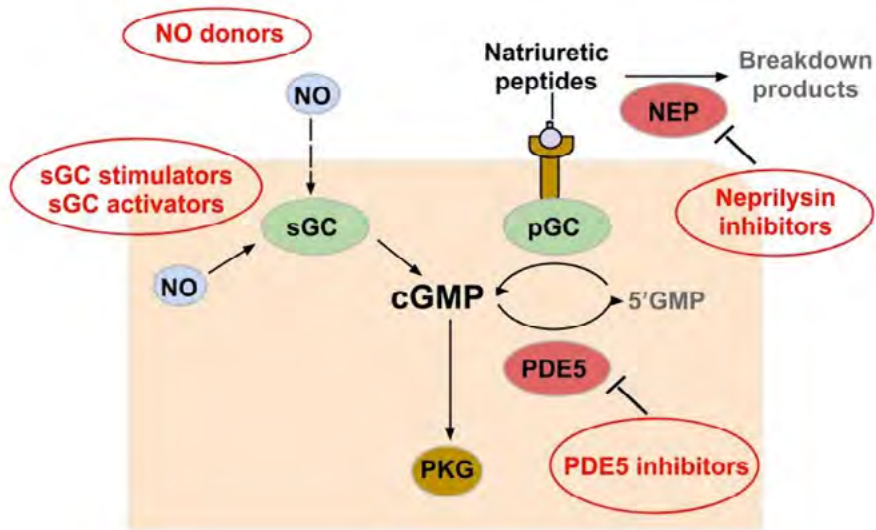 NO donors
NO
Natriuretic
peptides
Breakdown
products
NEP
sGC stimulators
sGC activators
Neprilysin
inhibitors
sGC
pGC
NO
cGMP
5'GMP
PDE5
PKG
PDE5 inhibitors